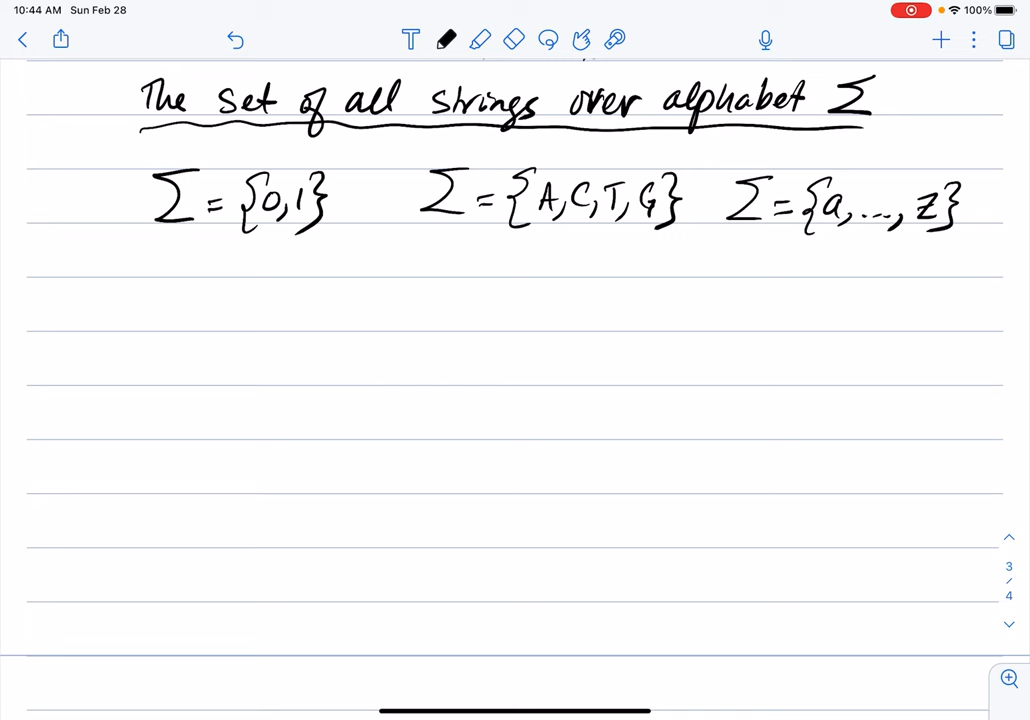 10:44 AM Sun Feb 28 100%
T
The set of all strings over alphabet Σ
Σ = {0,1} Σ = {A,C,T,G} Σ = {a,...,z}
3
/
4